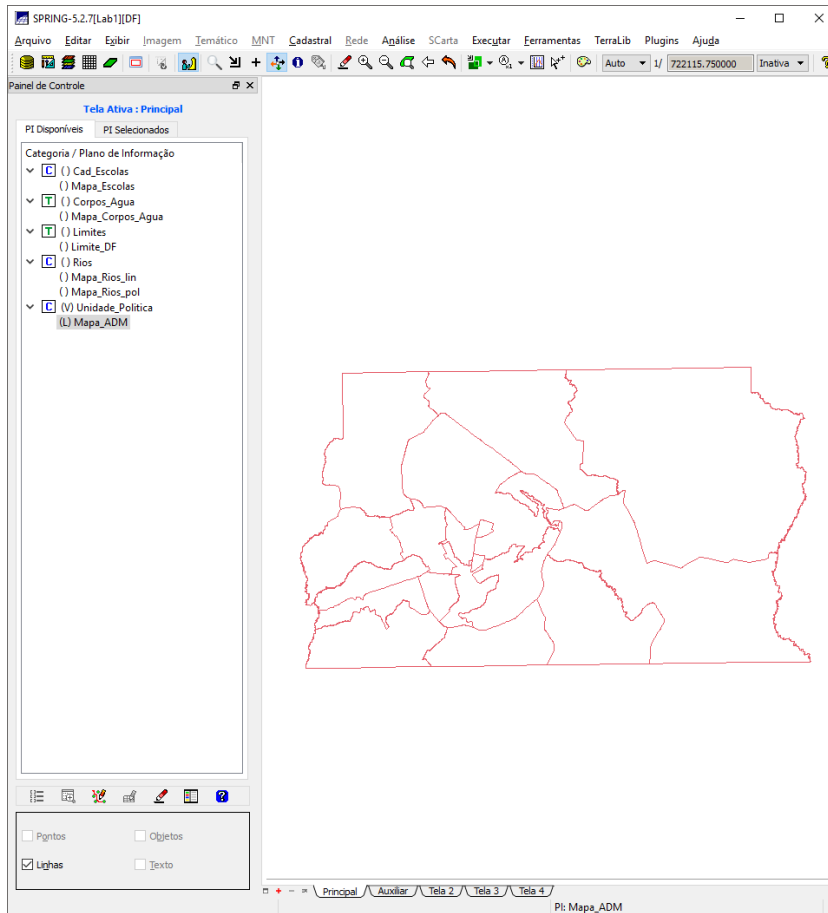 SPRING-5.2.7[Lab1][DF]
Arquivo Editar Exibir Imagem Temático MNT Cadastral Rede Análise SCarta Executar Ferramentas TerraLib Plugins Ajuda
Auto 1/ 722115.750000 Inativa
Painel de Controle
Tela Ativa : Principal
PI Disponíveis PI Selecionados
Categoria / Plano de Informação
C () Cad_Escolas
() Mapa_Escolas
T () Corpos_Agua
() Mapa_Corpos_Agua
T () Limites
() Limite_DF
C () Rios
() Mapa_Rios_lin
() Mapa_Rios_pol
C (V) Unidade_Politica
(L) Mapa_ADM
Pontos Objetos
Linhas Texto
Principal Auxiliar Tela 2 Tela 3 Tela 4
PI: Mapa_ADM